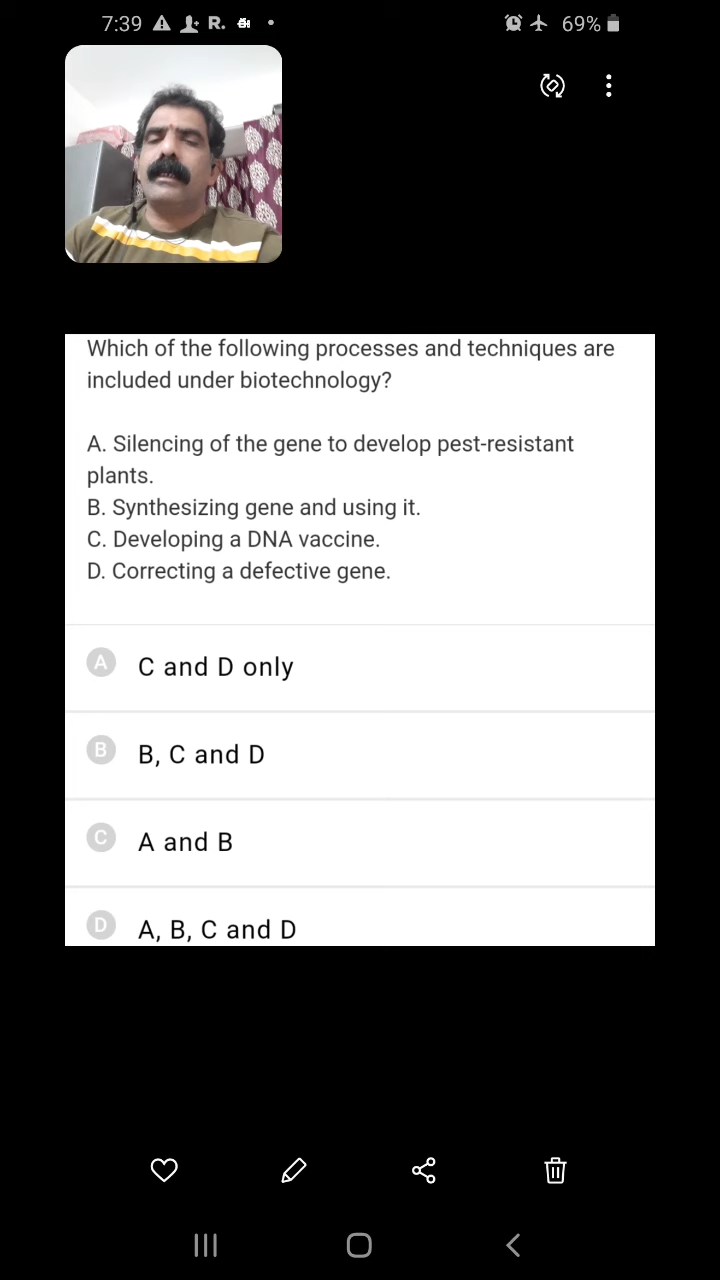 7:39 R. 69%
Which of the following processes and techniques are
included under biotechnology?
A. Silencing of the gene to develop pest-resistant
plants.
B. Synthesizing gene and using it.
C. Developing a DNA vaccine.
D. Correcting a defective gene.
A C and D only
B B, C and D
C A and B
D A, B, C and D